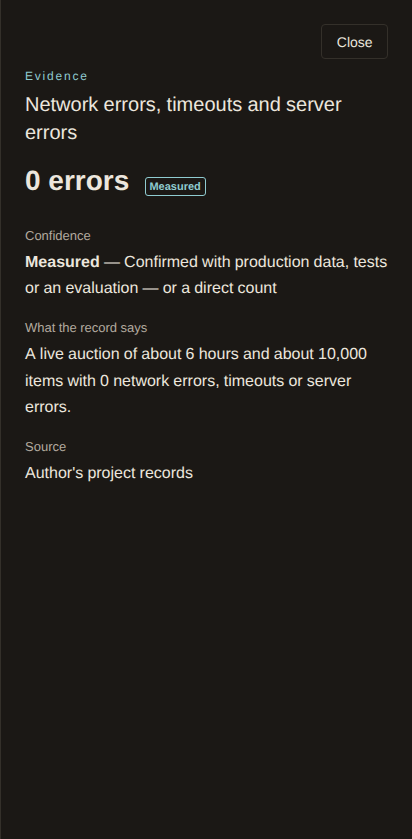 Close
Evidence
Network errors, timeouts and server
errors
0 errors Measured
Confidence
Measured — Confirmed with production data, tests
or an evaluation — or a direct count
What the record says
A live auction of about 6 hours and about 10,000
items with 0 network errors, timeouts or server
errors.
Source
Author's project records